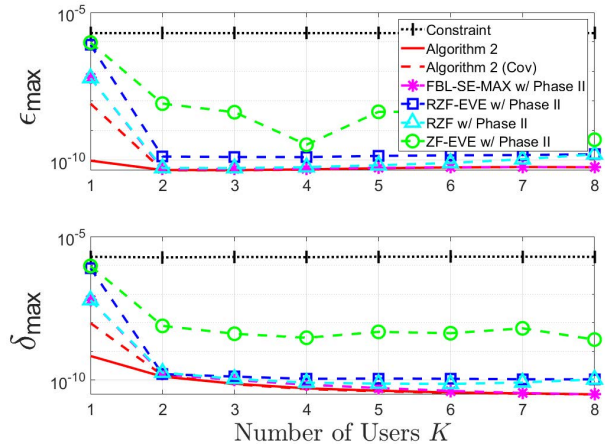 10^-5
10^-10
ϵmax
1 2 3 4 5 6 7 8
Constraint
Algorithm 2
Algorithm 2 (Cov)
FBL-SE-MAX w/ Phase II
RZF-EVE w/ Phase II
RZF w/ Phase II
ZF-EVE w/ Phase II
10^-5
10^-10
δmax
1 2 3 4 5 6 7 8
Number of Users K